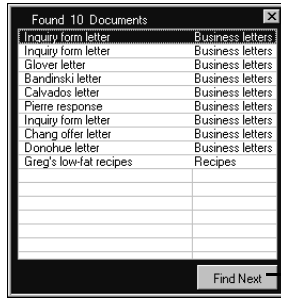 Found 10 Documents
Inquiry form letter Business letters
Inquiry form letter Business letters
Glover letter Business letters
Bandinski letter Business letters
Calvados letter Business letters
Pierre response Business letters
Inquiry form letter Business letters
Chang offer letter Business letters
Donohue letter Business letters
Greg's low-fat recipes Recipes
Find Next